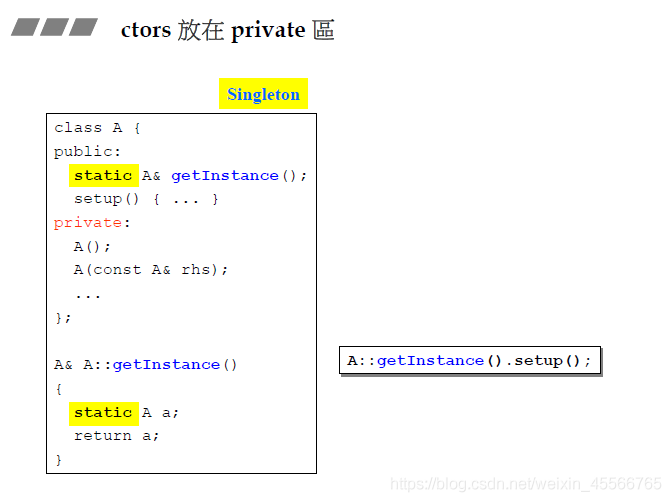 ctors 放在 private 區
Singleton
class A {
public:
  static A& getInstance();
  setup() { ... }
private:
  A();
  A(const A& rhs);
  ...
};
A& A::getInstance()
{
  static A a;
  return a;
}
A::getInstance().setup();
https://blog.csdn.net/weixin_45566765